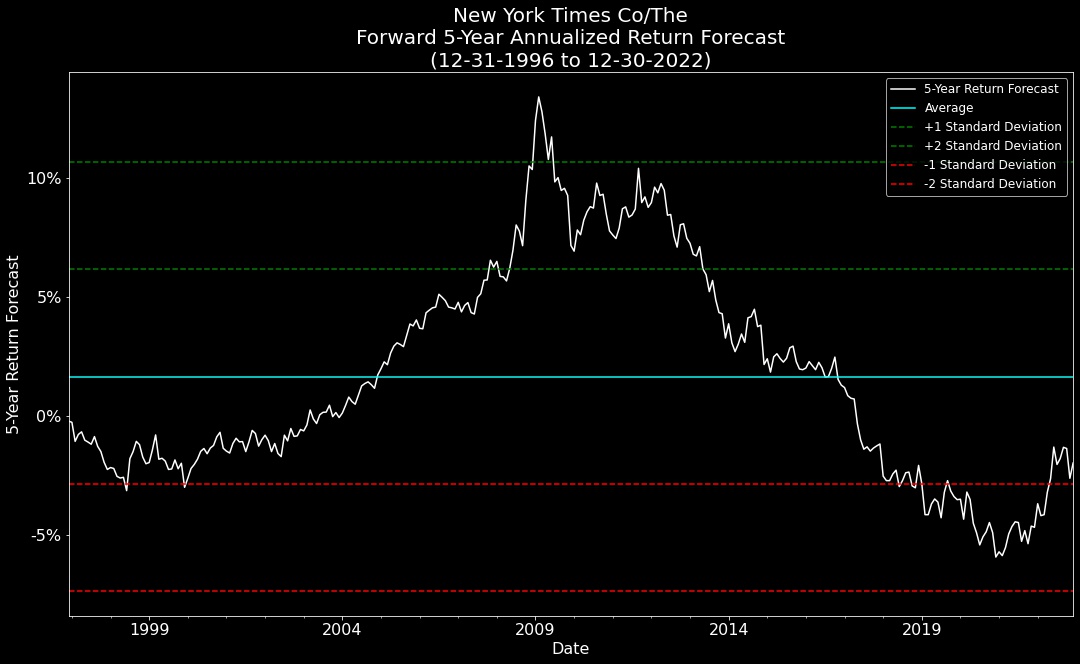 New York Times Co/The
Forward 5-Year Annualized Return Forecast
(12-31-1996 to 12-30-2022)
5-Year Return Forecast
Average
+1 Standard Deviation
+2 Standard Deviation
-1 Standard Deviation
-2 Standard Deviation
5-Year Return Forecast
10%
5%
0%
-5%
1999
2004
2009
2014
2019
Date